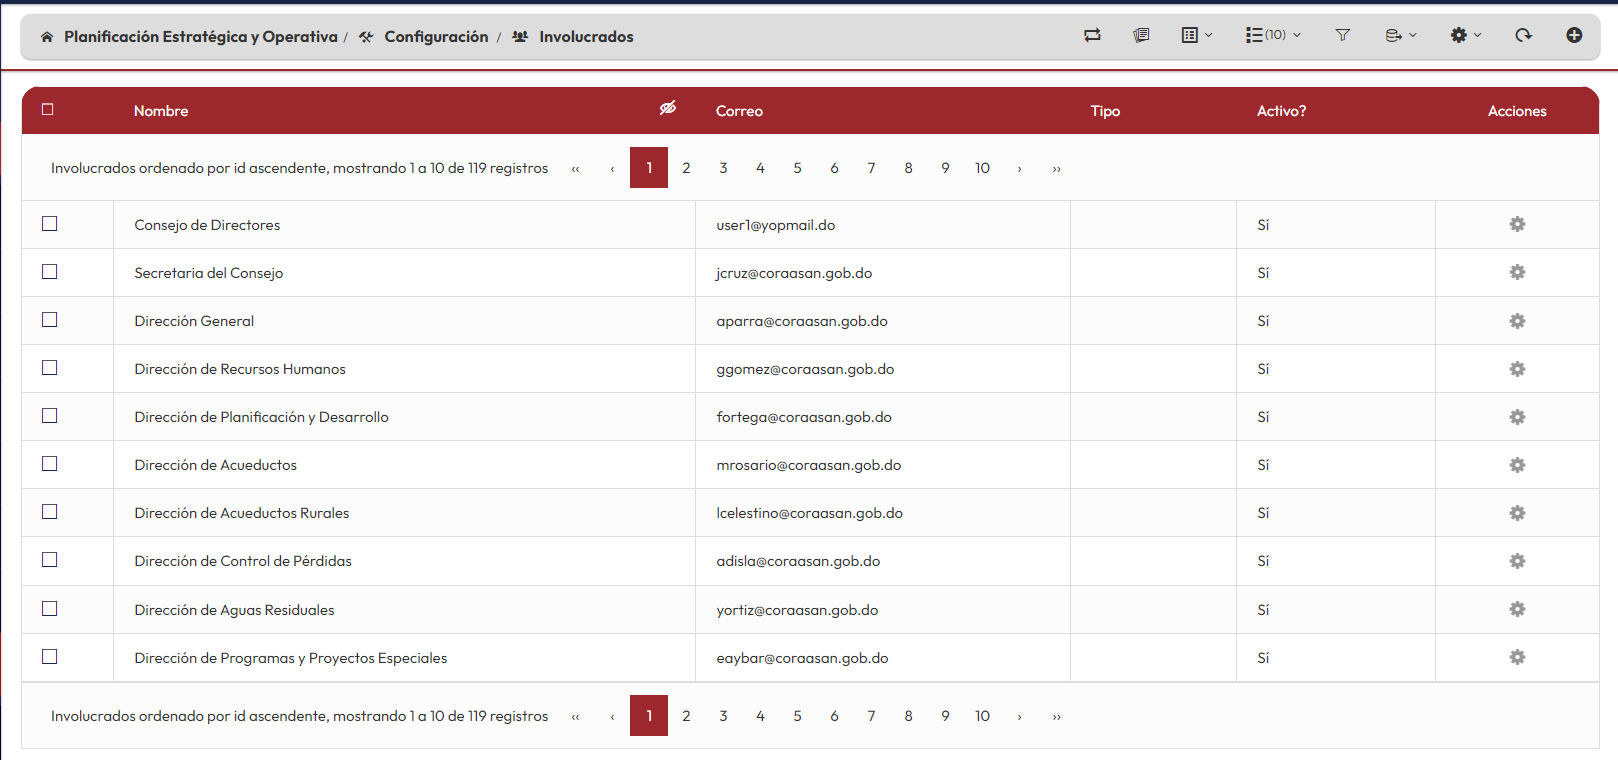 Planificación Estratégica y Operativa / Configuración / Involucrados (10)
Nombre Correo Tipo Activo? Acciones
Involucrados ordenado por id ascendente, mostrando 1 a 10 de 119 registros ‹‹ ‹ 1 2 3 4 5 6 7 8 9 10 › ››
Consejo de Directores user1@yopmail.do Sí
Secretaria del Consejo jcruz@coraasan.gob.do Sí
Dirección General aparra@coraasan.gob.do Sí
Dirección de Recursos Humanos ggomez@coraasan.gob.do Sí
Dirección de Planificación y Desarrollo fortega@coraasan.gob.do Sí
Dirección de Acueductos mrosario@coraasan.gob.do Sí
Dirección de Acueductos Rurales lcelestino@coraasan.gob.do Sí
Dirección de Control de Pérdidas adisla@coraasan.gob.do Sí
Dirección de Aguas Residuales yortiz@coraasan.gob.do Sí
Dirección de Programas y Proyectos Especiales eaybar@coraasan.gob.do Sí
Involucrados ordenado por id ascendente, mostrando 1 a 10 de 119 registros ‹‹ ‹ 1 2 3 4 5 6 7 8 9 10 › ››